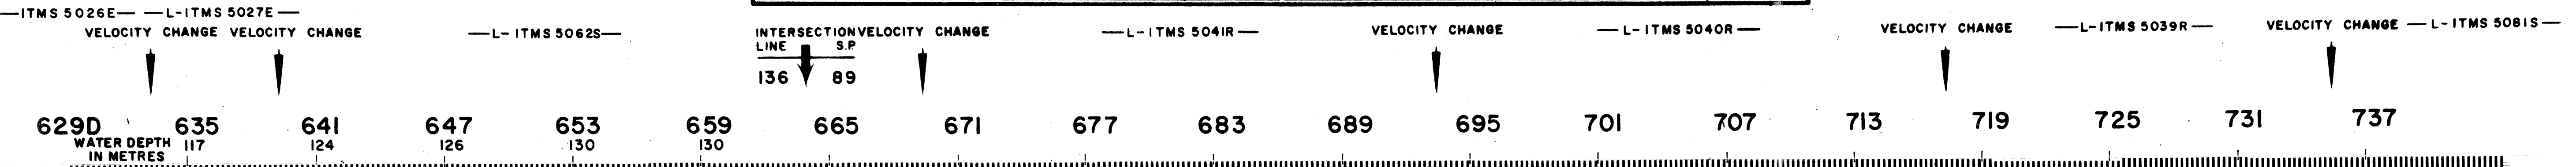 —ITMS 5026E— —L-ITMS 5027E—
VELOCITY CHANGE VELOCITY CHANGE —L-ITMS 5062S— INTERSECTION VELOCITY CHANGE —L-ITMS 5041R— VELOCITY CHANGE —L-ITMS 5040R— VELOCITY CHANGE —L-ITMS 5039R— VELOCITY CHANGE —L-ITMS 5081S—
LINE S.P.
136 89
629D 635 641 647 653 659 665 671 677 683 689 695 701 707 713 719 725 731 737
WATER DEPTH 117 124 126 130 130
IN METRES